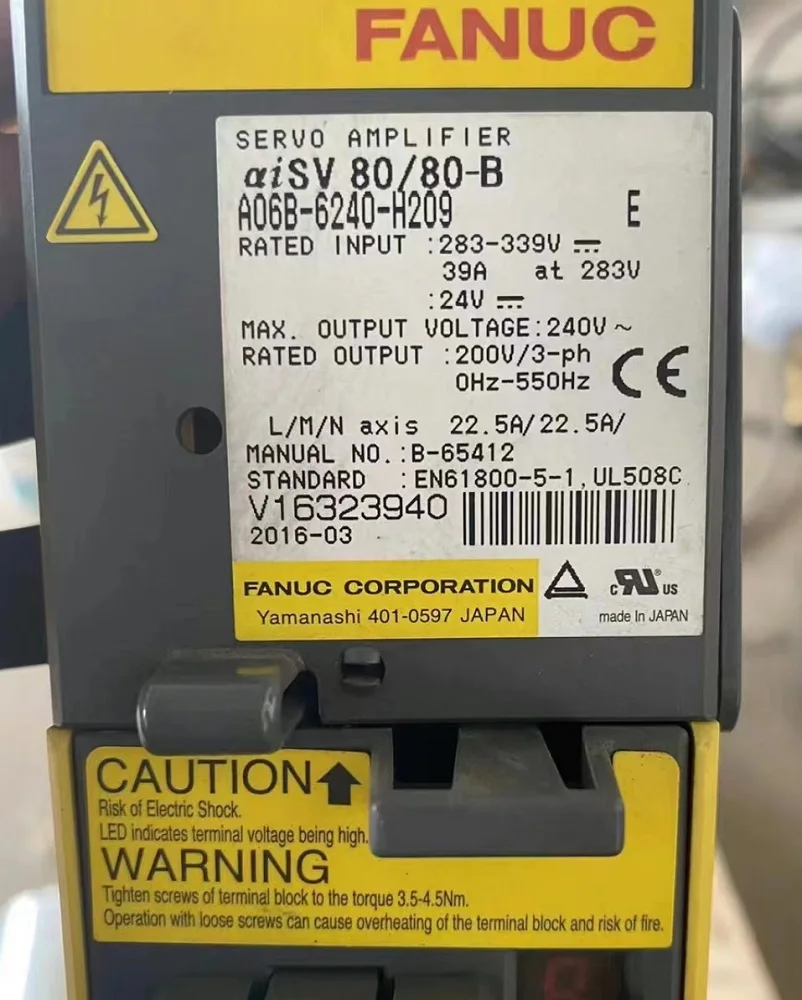 FANUC
SERVO AMPLIFIER
αiSV 80/80-B
A06B-6240-H209 E
RATED INPUT :283-339V ⎓
39A at 283V
:24V ⎓
MAX. OUTPUT VOLTAGE:240V ~
RATED OUTPUT :200V/3-ph
0Hz-550Hz CE
L/M/N axis 22.5A/22.5A/
MANUAL NO.:B-65412
STANDARD :EN61800-5-1,UL508C
V16323940
2016-03
FANUC CORPORATION
Yamanashi 401-0597 JAPAN
c RU® US
made In JAPAN
CAUTION
Risk of Electric Shock.
LED indicates terminal voltage being high.
WARNING
Tighten screws of terminal block to the torque 3.5-4.5Nm.
Operation with loose screws can cause overheating of the terminal block and risk of fire.